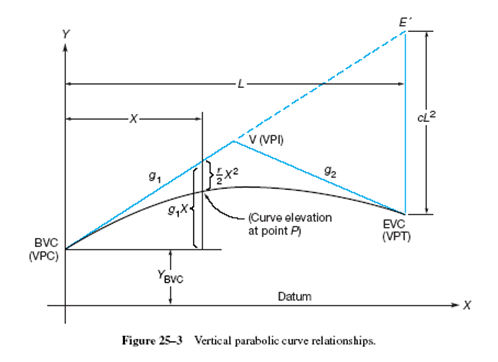 Y
E′
L
cL²
X
V (VPI)
g₁
r/2 X²
g₂
g₁X
(Curve elevation
at point P)
EVC
(VPT)
BVC
(VPC)
Y_BVC
Datum
X
Figure 25–3 Vertical parabolic curve relationships.